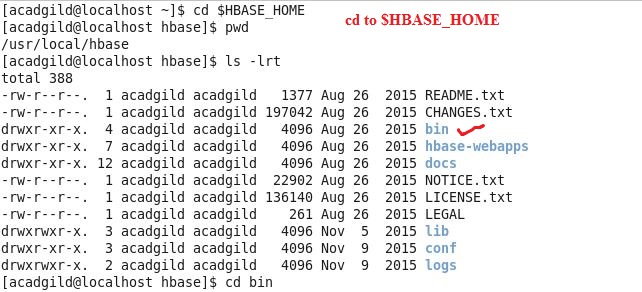 [acadgild@localhost ~]$ cd $HBASE_HOME
cd to $HBASE_HOME
[acadgild@localhost hbase]$ pwd
/usr/local/hbase
[acadgild@localhost hbase]$ ls -lrt
total 388
-rw-r--r--.  1 acadgild acadgild   1377 Aug 26  2015 README.txt
-rw-r--r--.  1 acadgild acadgild 197042 Aug 26  2015 CHANGES.txt
drwxr-xr-x.  4 acadgild acadgild   4096 Aug 26  2015 bin
drwxr-xr-x.  7 acadgild acadgild   4096 Aug 26  2015 hbase-webapps
drwxr-xr-x. 12 acadgild acadgild   4096 Aug 26  2015 docs
-rw-r--r--.  1 acadgild acadgild  22902 Aug 26  2015 NOTICE.txt
-rw-r--r--.  1 acadgild acadgild 136140 Aug 26  2015 LICENSE.txt
-rw-r--r--.  1 acadgild acadgild    261 Aug 26  2015 LEGAL
drwxrwxr-x.  3 acadgild acadgild   4096 Nov  5  2015 lib
drwxr-xr-x.  3 acadgild acadgild   4096 Nov  9  2015 conf
drwxrwxr-x.  2 acadgild acadgild   4096 Nov  9  2015 logs
[acadgild@localhost hbase]$ cd bin